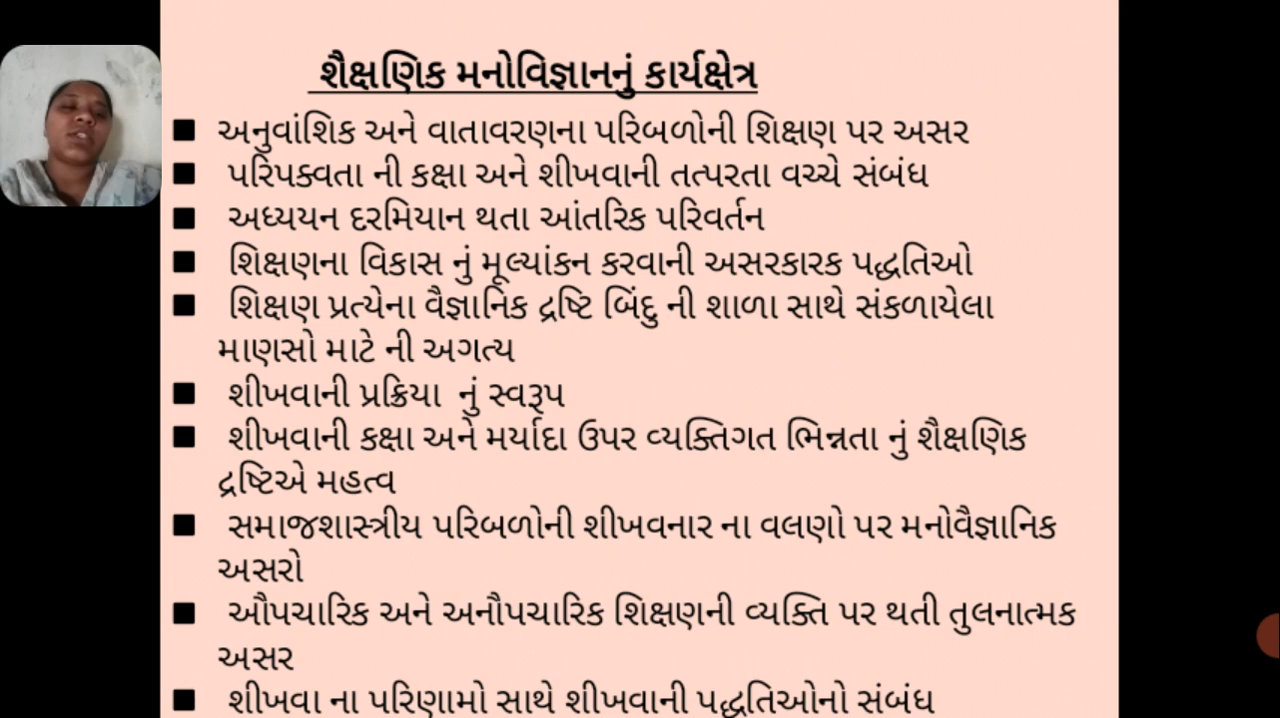 શૈક્ષણિક મનોવિજ્ઞાનનું કાર્યક્ષેત્ર
■ અનુવાંશિક અને વાતાવરણના પરિબળોની શિક્ષણ પર અસર
■ પરિપક્વતા ની કક્ષા અને શીખવાની તત્પરતા વચ્ચે સંબંધ
■ અધ્યયન દરમિયાન થતા આંતરિક પરિવર્તન
■ શિક્ષણના વિકાસ નું મૂલ્યાંકન કરવાની અસરકારક પદ્ધતિઓ
■ શિક્ષણ પ્રત્યેના વૈજ્ઞાનિક દ્રષ્ટિ બિંદુ ની શાળા સાથે સંકળાયેલા
માણસો માટે ની અગત્ય
■ શીખવાની પ્રક્રિયા નું સ્વરૂપ
■ શીખવાની કક્ષા અને મર્યાદા ઉપર વ્યક્તિગત ભિન્નતા નું શૈક્ષણિક
દ્રષ્ટિએ મહત્વ
■ સમાજશાસ્ત્રીય પરિબળોની શીખવનાર ના વલણો પર મનોવૈજ્ઞાનિક
અસરો
■ ઔપચારિક અને અનૌપચારિક શિક્ષણની વ્યક્તિ પર થતી તુલનાત્મક
અસર
■ શીખવા ના પરિણામો સાથે શીખવાની પદ્ધતિઓનો સંબંધ